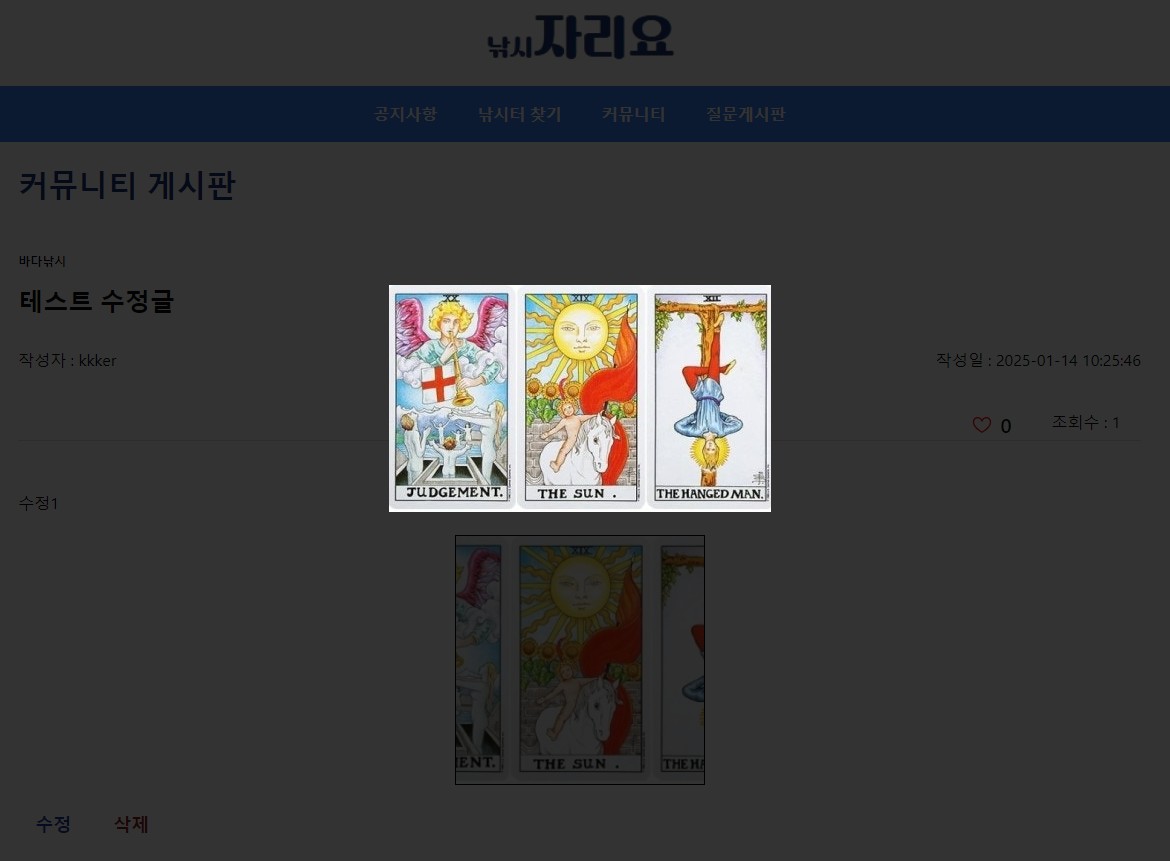 낚시자리요
공지사항 낚시터 찾기 커뮤니티 질문게시판
커뮤니티 게시판
바다낚시
테스트 수정글
작성자 : kkker 작성일 : 2025-01-14 10:25:46
0 조회수 : 1
XX XIX XII
JUDGEMENT. THE SUN . THE HANGED MAN.
수정1
XIX
ENT. THE SUN . THE HA
수정 삭제